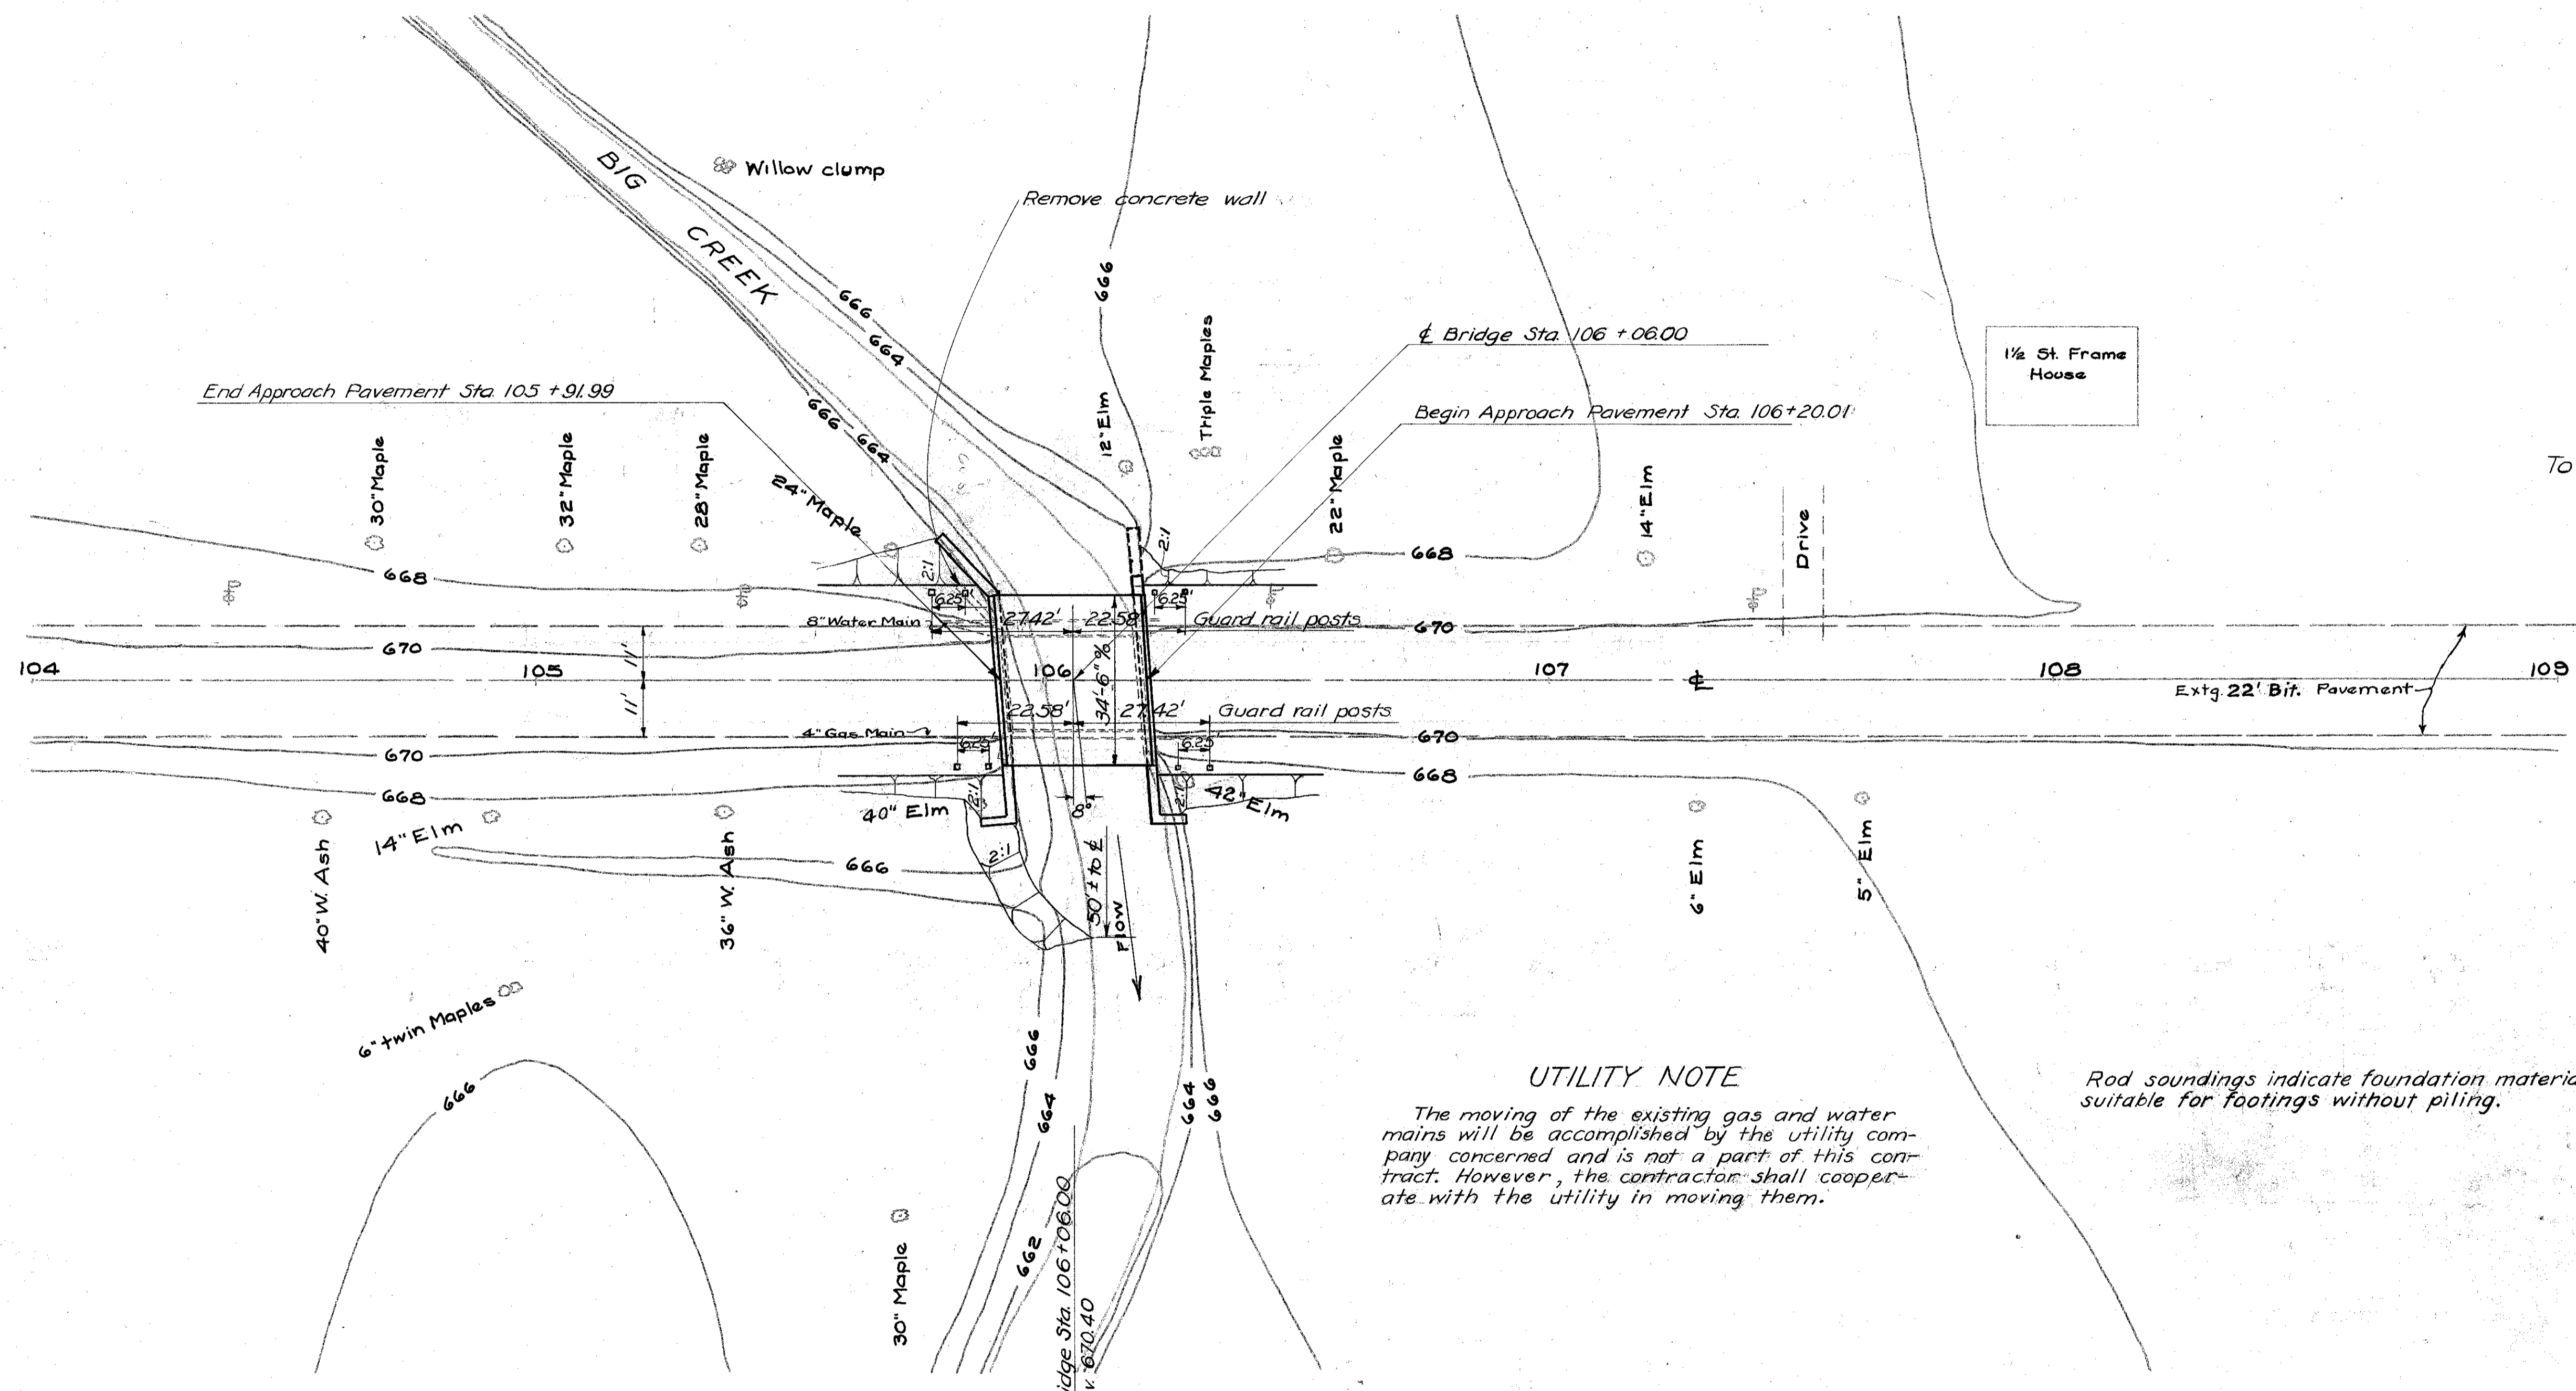 BIG CREEK
Willow clump
Remove concrete wall
666
664
666
666
664
¢ Bridge Sta. 106 + 06.00
Begin Approach Pavement Sta. 106+20.01
End Approach Pavement Sta. 105 + 91.99
1½ St. Frame
House
To
30" Maple
32" Maple
28" Maple
24" Maple
12" Elm
Triple Maples
22" Maple
14" Elm
Drive
668
668
2:1
2:1
6.25'
6.25'
8" Water Main
27.42'
22.58'
Guard rail posts
670
670
11'
11'
34'-6" %
104
105
106
107
¢
108
109
Extg. 22' Bit. Pavement
22.58'
27.42'
Guard rail posts
4" Gas Main
6.25'
6.25'
670
670
668
668
2:1
2:1
40" Elm
42" Elm
8°
14" Elm
40" W. Ash
36" W. Ash
666
2:1
50' ± to ¢
FLOW
6" Elm
5" Elm
6" twin Maples
666
666
664
664
666
662
30" Maple
idge Sta. 106+06.00
v. 670.40
UTILITY NOTE
The moving of the existing gas and water
mains will be accomplished by the utility com-
pany concerned and is not a part of this con-
tract. However, the contractor shall cooper-
ate with the utility in moving them.
Rod soundings indicate foundation materia
suitable for footings without piling.